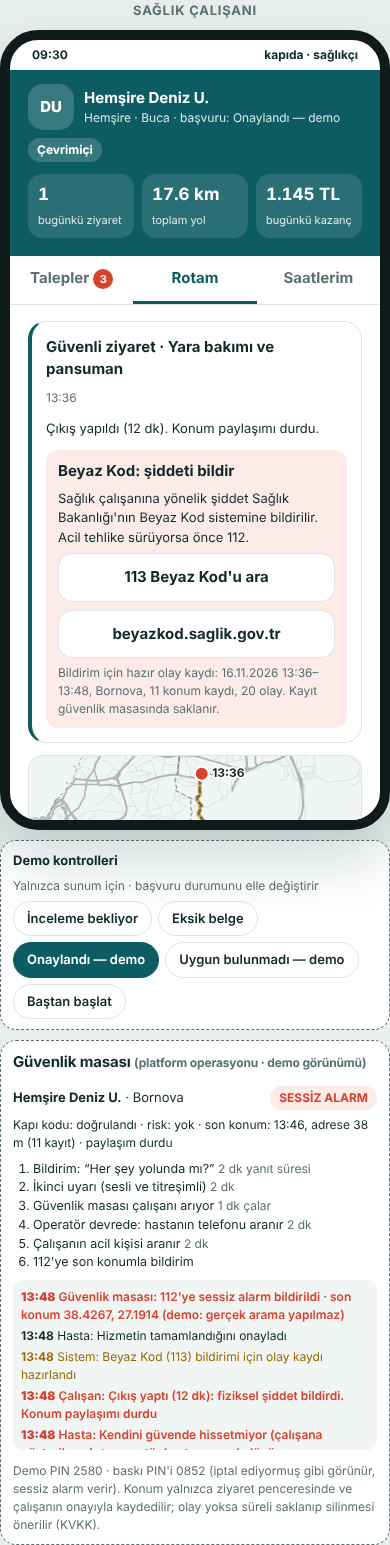 SAĞLIK ÇALIŞANI
09:30
kapıda · sağlıkçı
DU
Hemşire Deniz U.
Hemşire · Buca · başvuru: Onaylandı — demo
Çevrimiçi
1
bugünkü ziyaret
17.6 km
toplam yol
1.145 TL
bugünkü kazanç
Talepler 3
Rotam
Saatlerim
Güvenli ziyaret · Yara bakımı ve
pansuman
13:36
Çıkış yapıldı (12 dk). Konum paylaşımı durdu.
Beyaz Kod: şiddeti bildir
Sağlık çalışanına yönelik şiddet Sağlık
Bakanlığı'nın Beyaz Kod sistemine bildirilir.
Acil tehlike sürüyorsa önce 112.
113 Beyaz Kod'u ara
beyazkod.saglik.gov.tr
Bildirim için hazır olay kaydı: 16.11.2026 13:36–
13:48, Bornova, 11 konum kaydı, 20 olay. Kayıt
güvenlik masasında saklanır.
13:36
Demo kontrolleri
Yalnızca sunum için · başvuru durumunu elle değiştir
İnceleme bekliyor
Eksik belge
Onaylandı — demo
Uygun bulunmadı — demo
Baştan başlat
Güvenlik masası (platform operasyonu · demo görünümü)
Hemşire Deniz U. · Bornova
SESSİZ ALARM
Kapı kodu: doğrulandı · risk: yok · son konum: 13:46, adrese 38
m (11 kayıt) · paylaşım durdu
1. Bildirim: “Her şey yolunda mı?” 2 dk yanıt süresi
2. İkinci uyarı (sesli ve titreşimli) 2 dk
3. Güvenlik masası çalışanı arıyor 1 dk çalar
4. Operatör devrede: hastanın telefonu aranır 2 dk
5. Çalışanın acil kişisi aranır 2 dk
6. 112'ye son konumla bildirim
13:48 Güvenlik masası: 112'ye sessiz alarm bildirildi · son
konum 38.4267, 27.1914 (demo: gerçek arama yapılmaz)
13:48 Hasta: Hizmetin tamamlandığını onayladı
13:48 Sistem: Beyaz Kod (113) bildirimi için olay kaydı
hazırlandı
13:48 Çalışan: Çıkış yaptı (12 dk): fiziksel şiddet bildirdi.
Konum paylaşımı durdu
13:48 Hasta: Kendini güvende hissetmiyor (çalışana
Demo PIN 2580 · baskı PIN'i 0852 (iptal ediyormuş gibi görünür,
sessiz alarm verir). Konum yalnızca ziyaret penceresinde ve
çalışanın onayıyla kaydedilir; olay yoksa süreli saklanıp silinmesi
önerilir (KVKK).